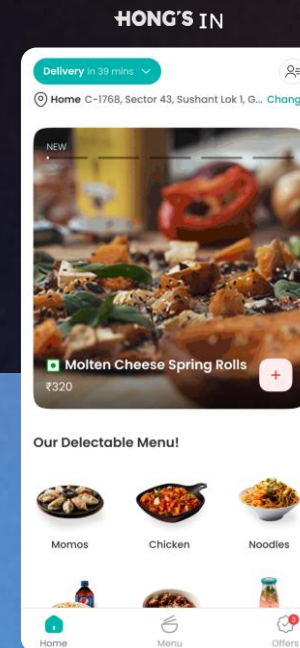 HONG'S IN
Delivery in 39 mins
Home C-1768, Sector 43, Sushant Lok 1, G... Chang
NEW
Molten Cheese Spring Rolls
₹320
+
Our Delectable Menu!
Momos
Chicken
Noodles
Home
Menu
Offers